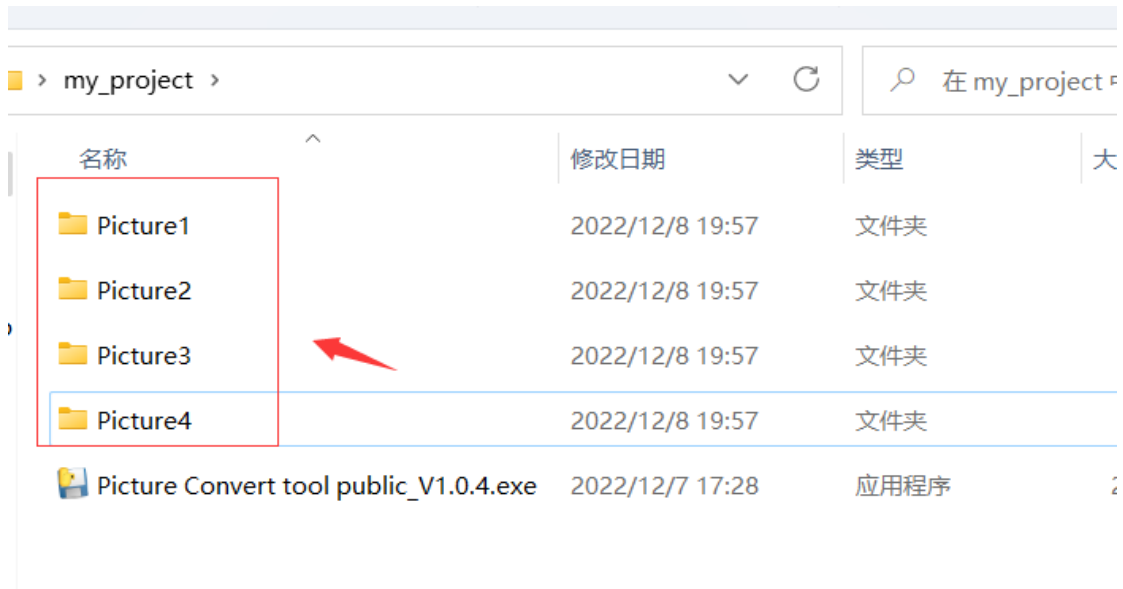 my_project
在 my_project
名称 修改日期 类型 大
Picture1 2022/12/8 19:57 文件夹
Picture2 2022/12/8 19:57 文件夹
Picture3 2022/12/8 19:57 文件夹
Picture4 2022/12/8 19:57 文件夹
Picture Convert tool public_V1.0.4.exe 2022/12/7 17:28 应用程序